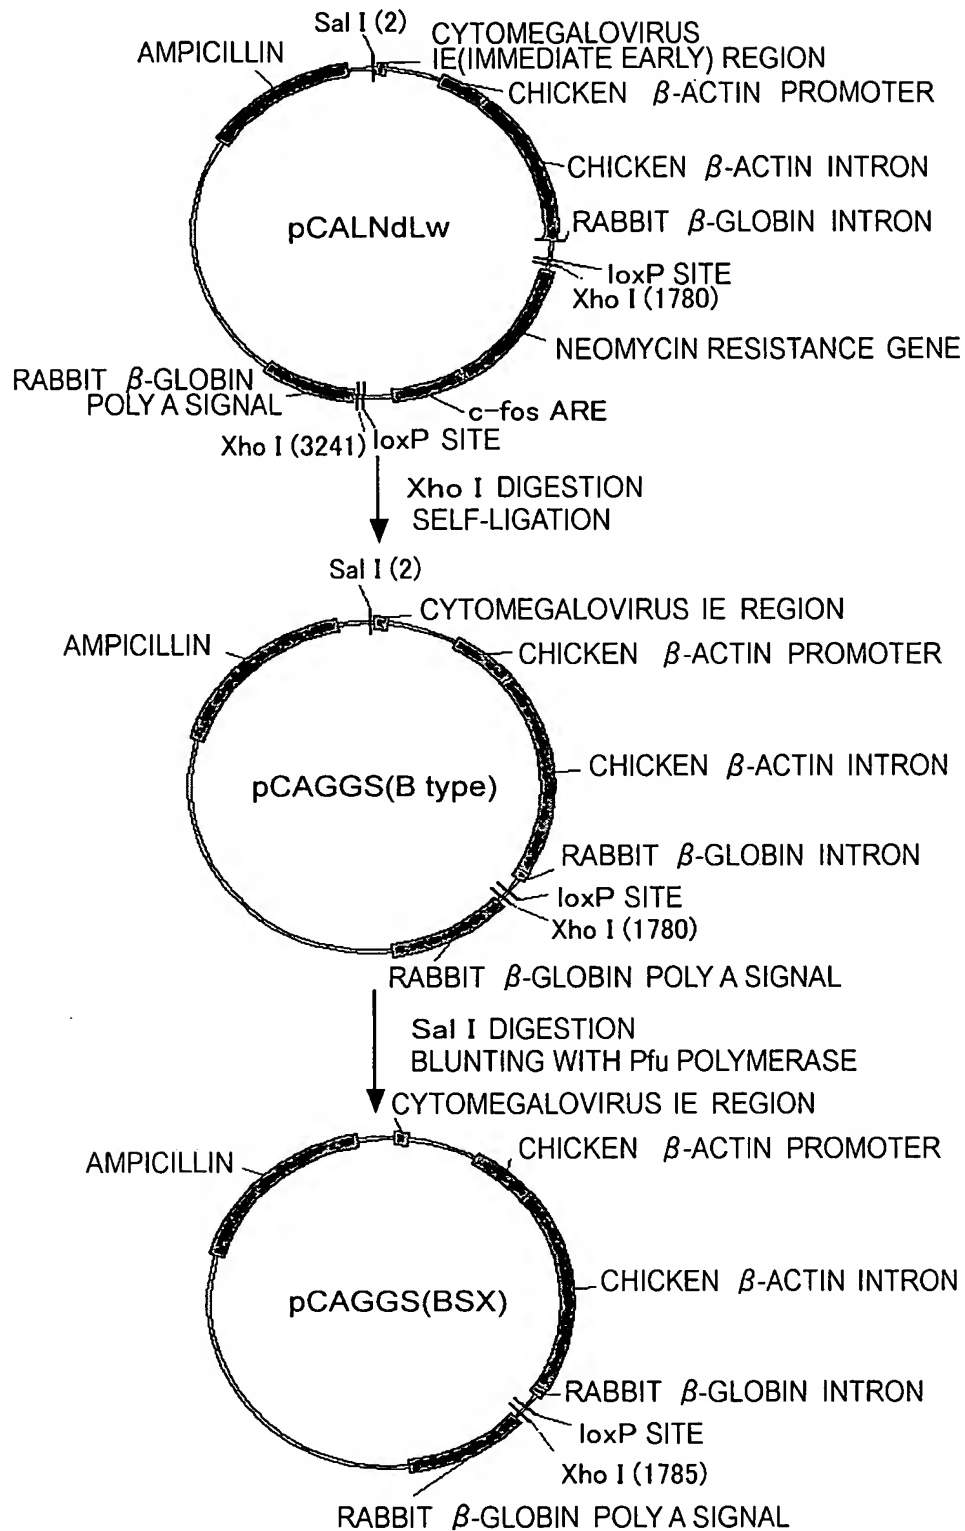 Sal I (2)
CYTOMEGALOVIRUS
IE(IMMEDIATE EARLY) REGION
AMPICILLIN
CHICKEN β-ACTIN PROMOTER
CHICKEN β-ACTIN INTRON
RABBIT β-GLOBIN INTRON
pCALNdLw
loxP SITE
Xho I (1780)
NEOMYCIN RESISTANCE GENE
RABBIT β-GLOBIN
POLY A SIGNAL
c-fos ARE
Xho I (3241)
loxP SITE
Xho I DIGESTION
SELF-LIGATION
Sal I (2)
CYTOMEGALOVIRUS IE REGION
AMPICILLIN
CHICKEN β-ACTIN PROMOTER
CHICKEN β-ACTIN INTRON
pCAGGS(B type)
RABBIT β-GLOBIN INTRON
loxP SITE
Xho I (1780)
RABBIT β-GLOBIN POLY A SIGNAL
Sal I DIGESTION
BLUNTING WITH Pfu POLYMERASE
CYTOMEGALOVIRUS IE REGION
CHICKEN β-ACTIN PROMOTER
AMPICILLIN
CHICKEN β-ACTIN INTRON
pCAGGS(BSX)
RABBIT β-GLOBIN INTRON
loxP SITE
Xho I (1785)
RABBIT β-GLOBIN POLY A SIGNAL